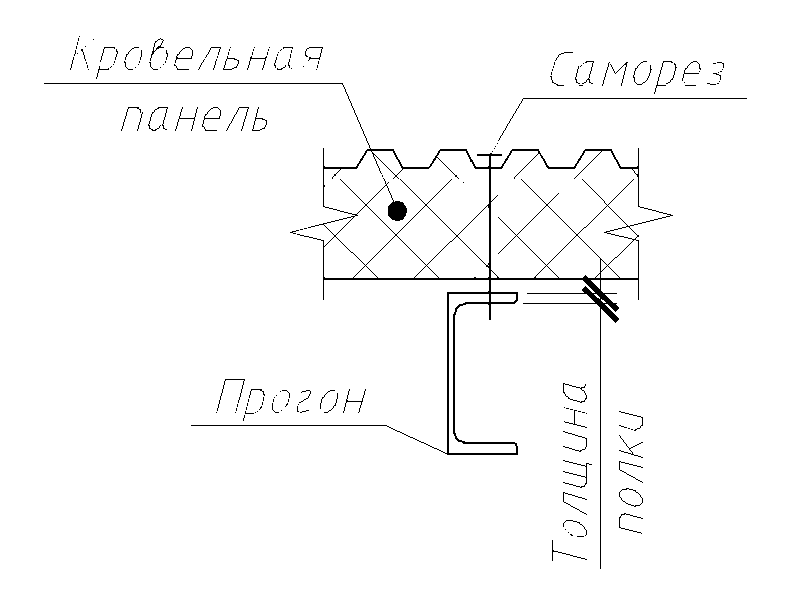 Кровельная
панель
Саморез
Прогон
Толщина
полки